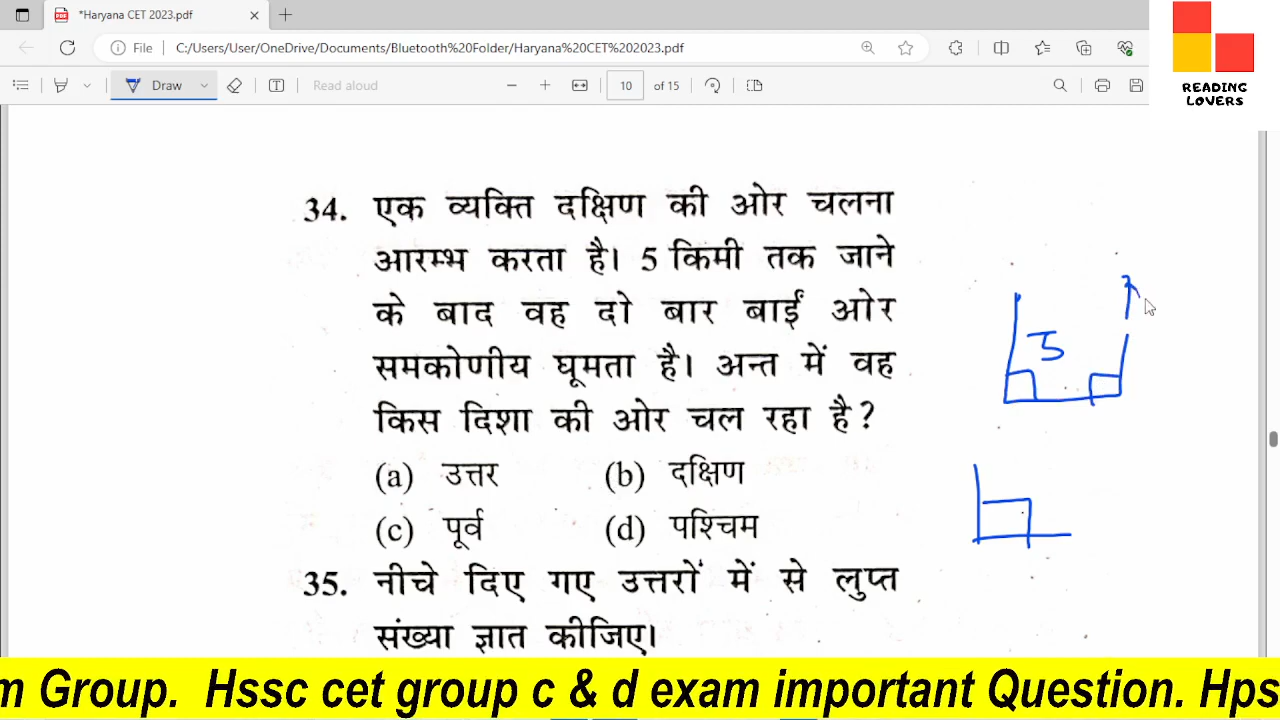 *Haryana CET 2023.pdf
File
C:/Users/User/OneDrive/Documents/Bluetooth%20Folder/Haryana%20CET%202023.pdf
Draw
Read aloud
10 of 15
READING
LOVERS
34. एक व्यक्ति दक्षिण की ओर चलना
आरम्भ करता है। 5 किमी तक जाने
के बाद वह दो बार बाईं ओर
समकोणीय घूमता है। अन्त में वह
किस दिशा की ओर चल रहा है?
(a) उत्तर (b) दक्षिण
(c) पूर्व (d) पश्चिम
5
35. नीचे दिए गए उत्तरों में से लुप्त
संख्या ज्ञात कीजिए।
m Group. Hssc cet group c & d exam important Question. Hps